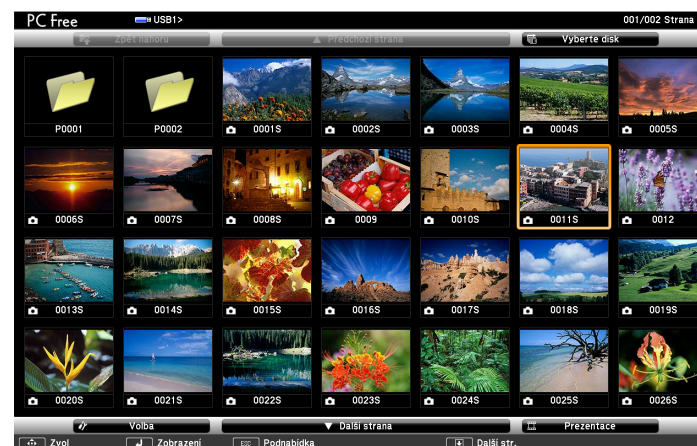 PC Free USB1> 001/002 Strana
Zpět nahoru ▲ Předchozí strana Vyberte disk
P0001 P0002 0001S 0002S 0003S 0004S 0005S
0006S 0007S 0008S 0009 0010S 0011S 0012
0013S 0014S 0015S 0016S 0017S 0018S 0019S
0020S 0021S 0022S 0023S 0024S 0025S 0026S
Volba ▼ Další strana Prezentace
Zvol Zobrazení ESC Podnabídka Další str.